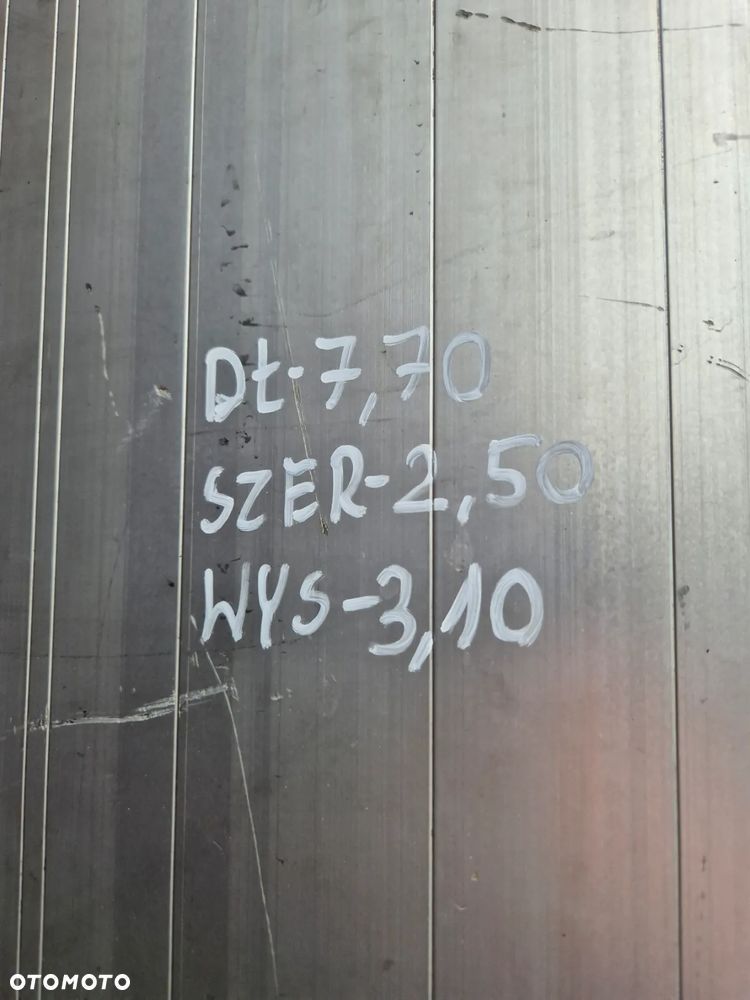 Dł-7,70
SZER-2,50
WYS-3,10
OTOMOTO